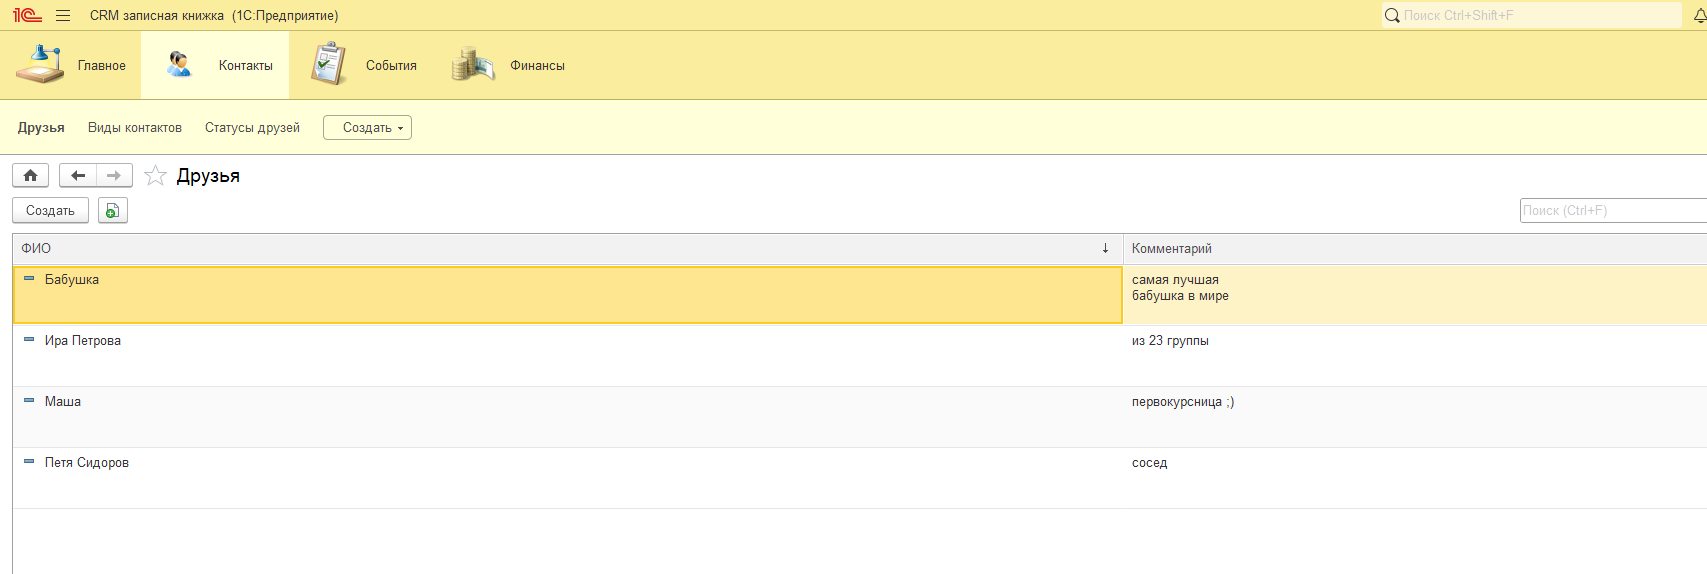 1С CRM записная книжка (1С:Предприятие) Поиск Ctrl+Shift+F
Главное Контакты События Финансы
Друзья Виды контактов Статусы друзей Создать
Друзья
Создать Поиск (Ctrl+F)
ФИО Комментарий
Бабушка самая лучшая
бабушка в мире
Ира Петрова из 23 группы
Маша первокурсница ;)
Петя Сидоров сосед